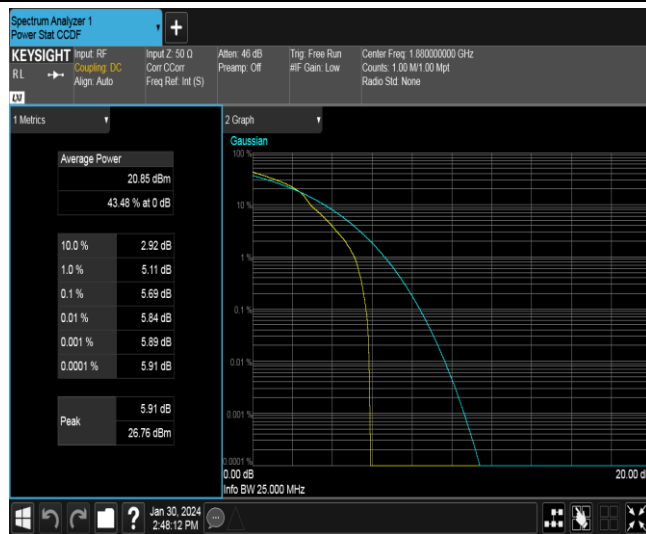 Spectrum Analyzer 1
Power Stat CCDF
+
KEYSIGHT
RL
LXI
Input: RF
Coupling: DC
Align: Auto
Input Z: 50 Ω
Corr CCorr
Freq Ref: Int (S)
Atten: 46 dB
Preamp: Off
Trig: Free Run
#IF Gain: Low
Center Freq: 1.880000000 GHz
Counts: 1.00 M/1.00 Mpt
Radio Std: None
1 Metrics
Average Power
20.85 dBm
43.48 % at 0 dB
10.0 % 2.92 dB
1.0 % 5.11 dB
0.1 % 5.69 dB
0.01 % 5.84 dB
0.001 % 5.89 dB
0.0001 % 5.91 dB
Peak
5.91 dB
26.76 dBm
2 Graph
Gaussian
100 %
10 %
1 %
0.1 %
0.01 %
0.001 %
0.0001 %
0.00 dB
20.00 d
Info BW 25.000 MHz
?
Jan 30, 2024
2:48:12 PM